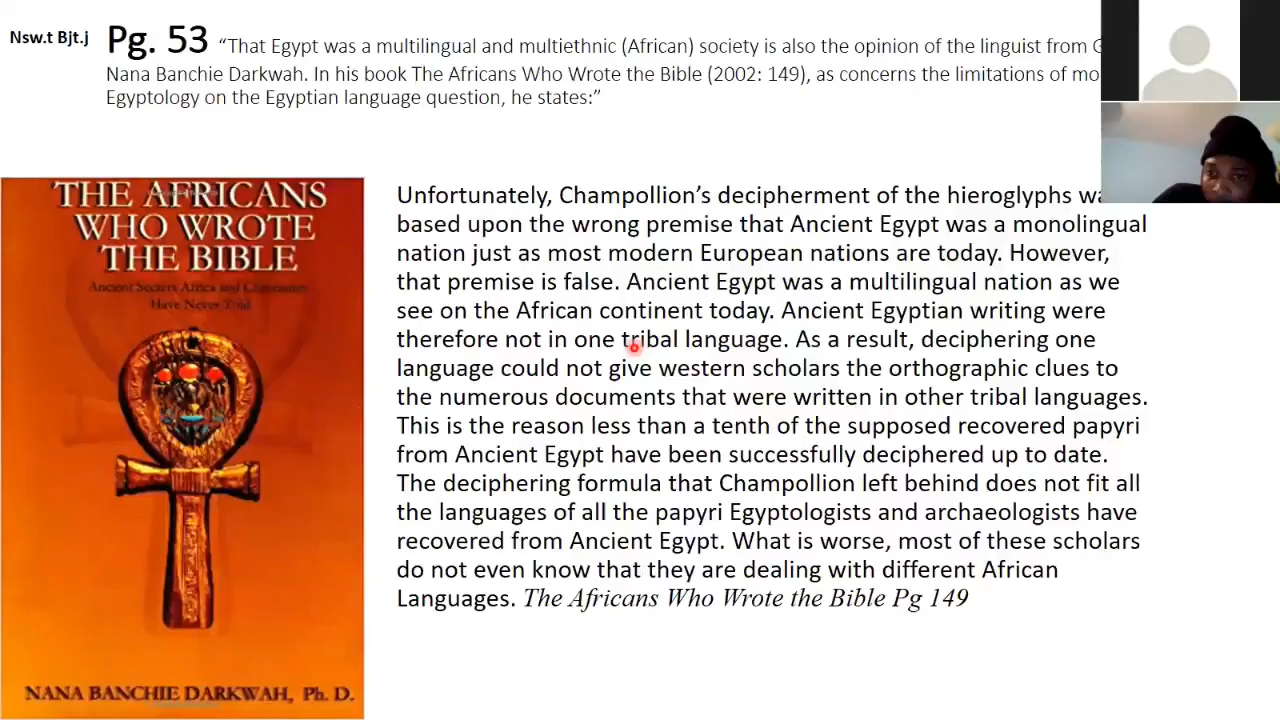 Nsw.t Bjt.j
Pg. 53 “That Egypt was a multilingual and multiethnic (African) society is also the opinion of the linguist from
Nana Banchie Darkwah. In his book The Africans Who Wrote the Bible (2002: 149), as concerns the limitations of
Egyptology on the Egyptian language question, he states:”
THE AFRICANS
WHO WROTE
THE BIBLE
Ancient Secrets Africa and Christianity
Have Never Told
NANA BANCHIE DARKWAH, Ph. D.
Unfortunately, Champollion’s decipherment of the hieroglyphs
based upon the wrong premise that Ancient Egypt was a monolingual
nation just as most modern European nations are today. However,
that premise is false. Ancient Egypt was a multilingual nation as we
see on the African continent today. Ancient Egyptian writing were
therefore not in one tribal language. As a result, deciphering one
language could not give western scholars the orthographic clues to
the numerous documents that were written in other tribal languages.
This is the reason less than a tenth of the supposed recovered papyri
from Ancient Egypt have been successfully deciphered up to date.
The deciphering formula that Champollion left behind does not fit all
the languages of all the papyri Egyptologists and archaeologists have
recovered from Ancient Egypt. What is worse, most of these scholars
do not even know that they are dealing with different African
Languages. The Africans Who Wrote the Bible Pg 149